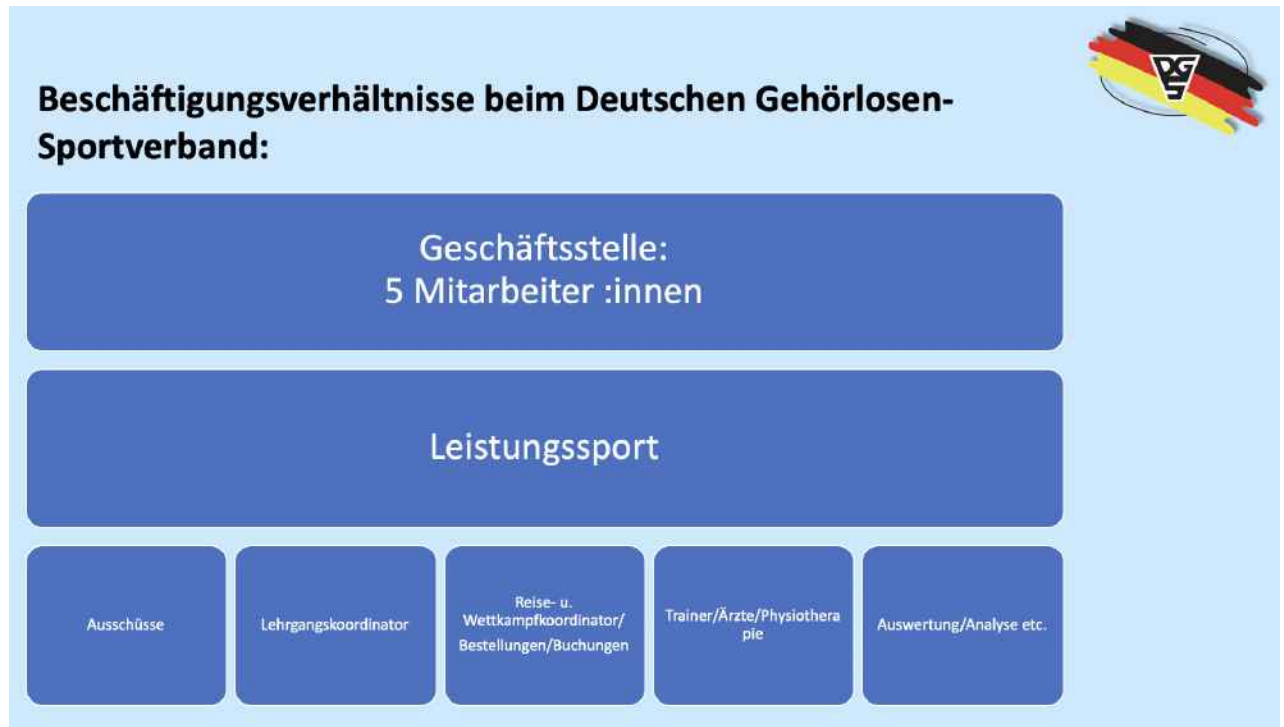 Beschäftigungsverhältnisse beim Deutschen Gehörlosen-
Sportverband:
DG
S
Geschäftsstelle:
5 Mitarbeiter :innen
Leistungssport
Ausschüsse
Lehrgangskoordinator
Reise- u.
Wettkampfkoordinator/
Bestellungen/Buchungen
Trainer/Ärzte/Physiothera
pie
Auswertung/Analyse etc.